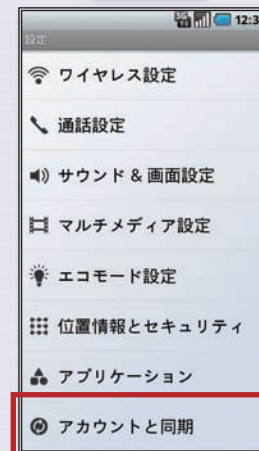 3G
12:3
設定
ワイヤレス設定
通話設定
サウンド & 画面設定
マルチメディア設定
エコモード設定
位置情報とセキュリティ
アプリケーション
アカウントと同期